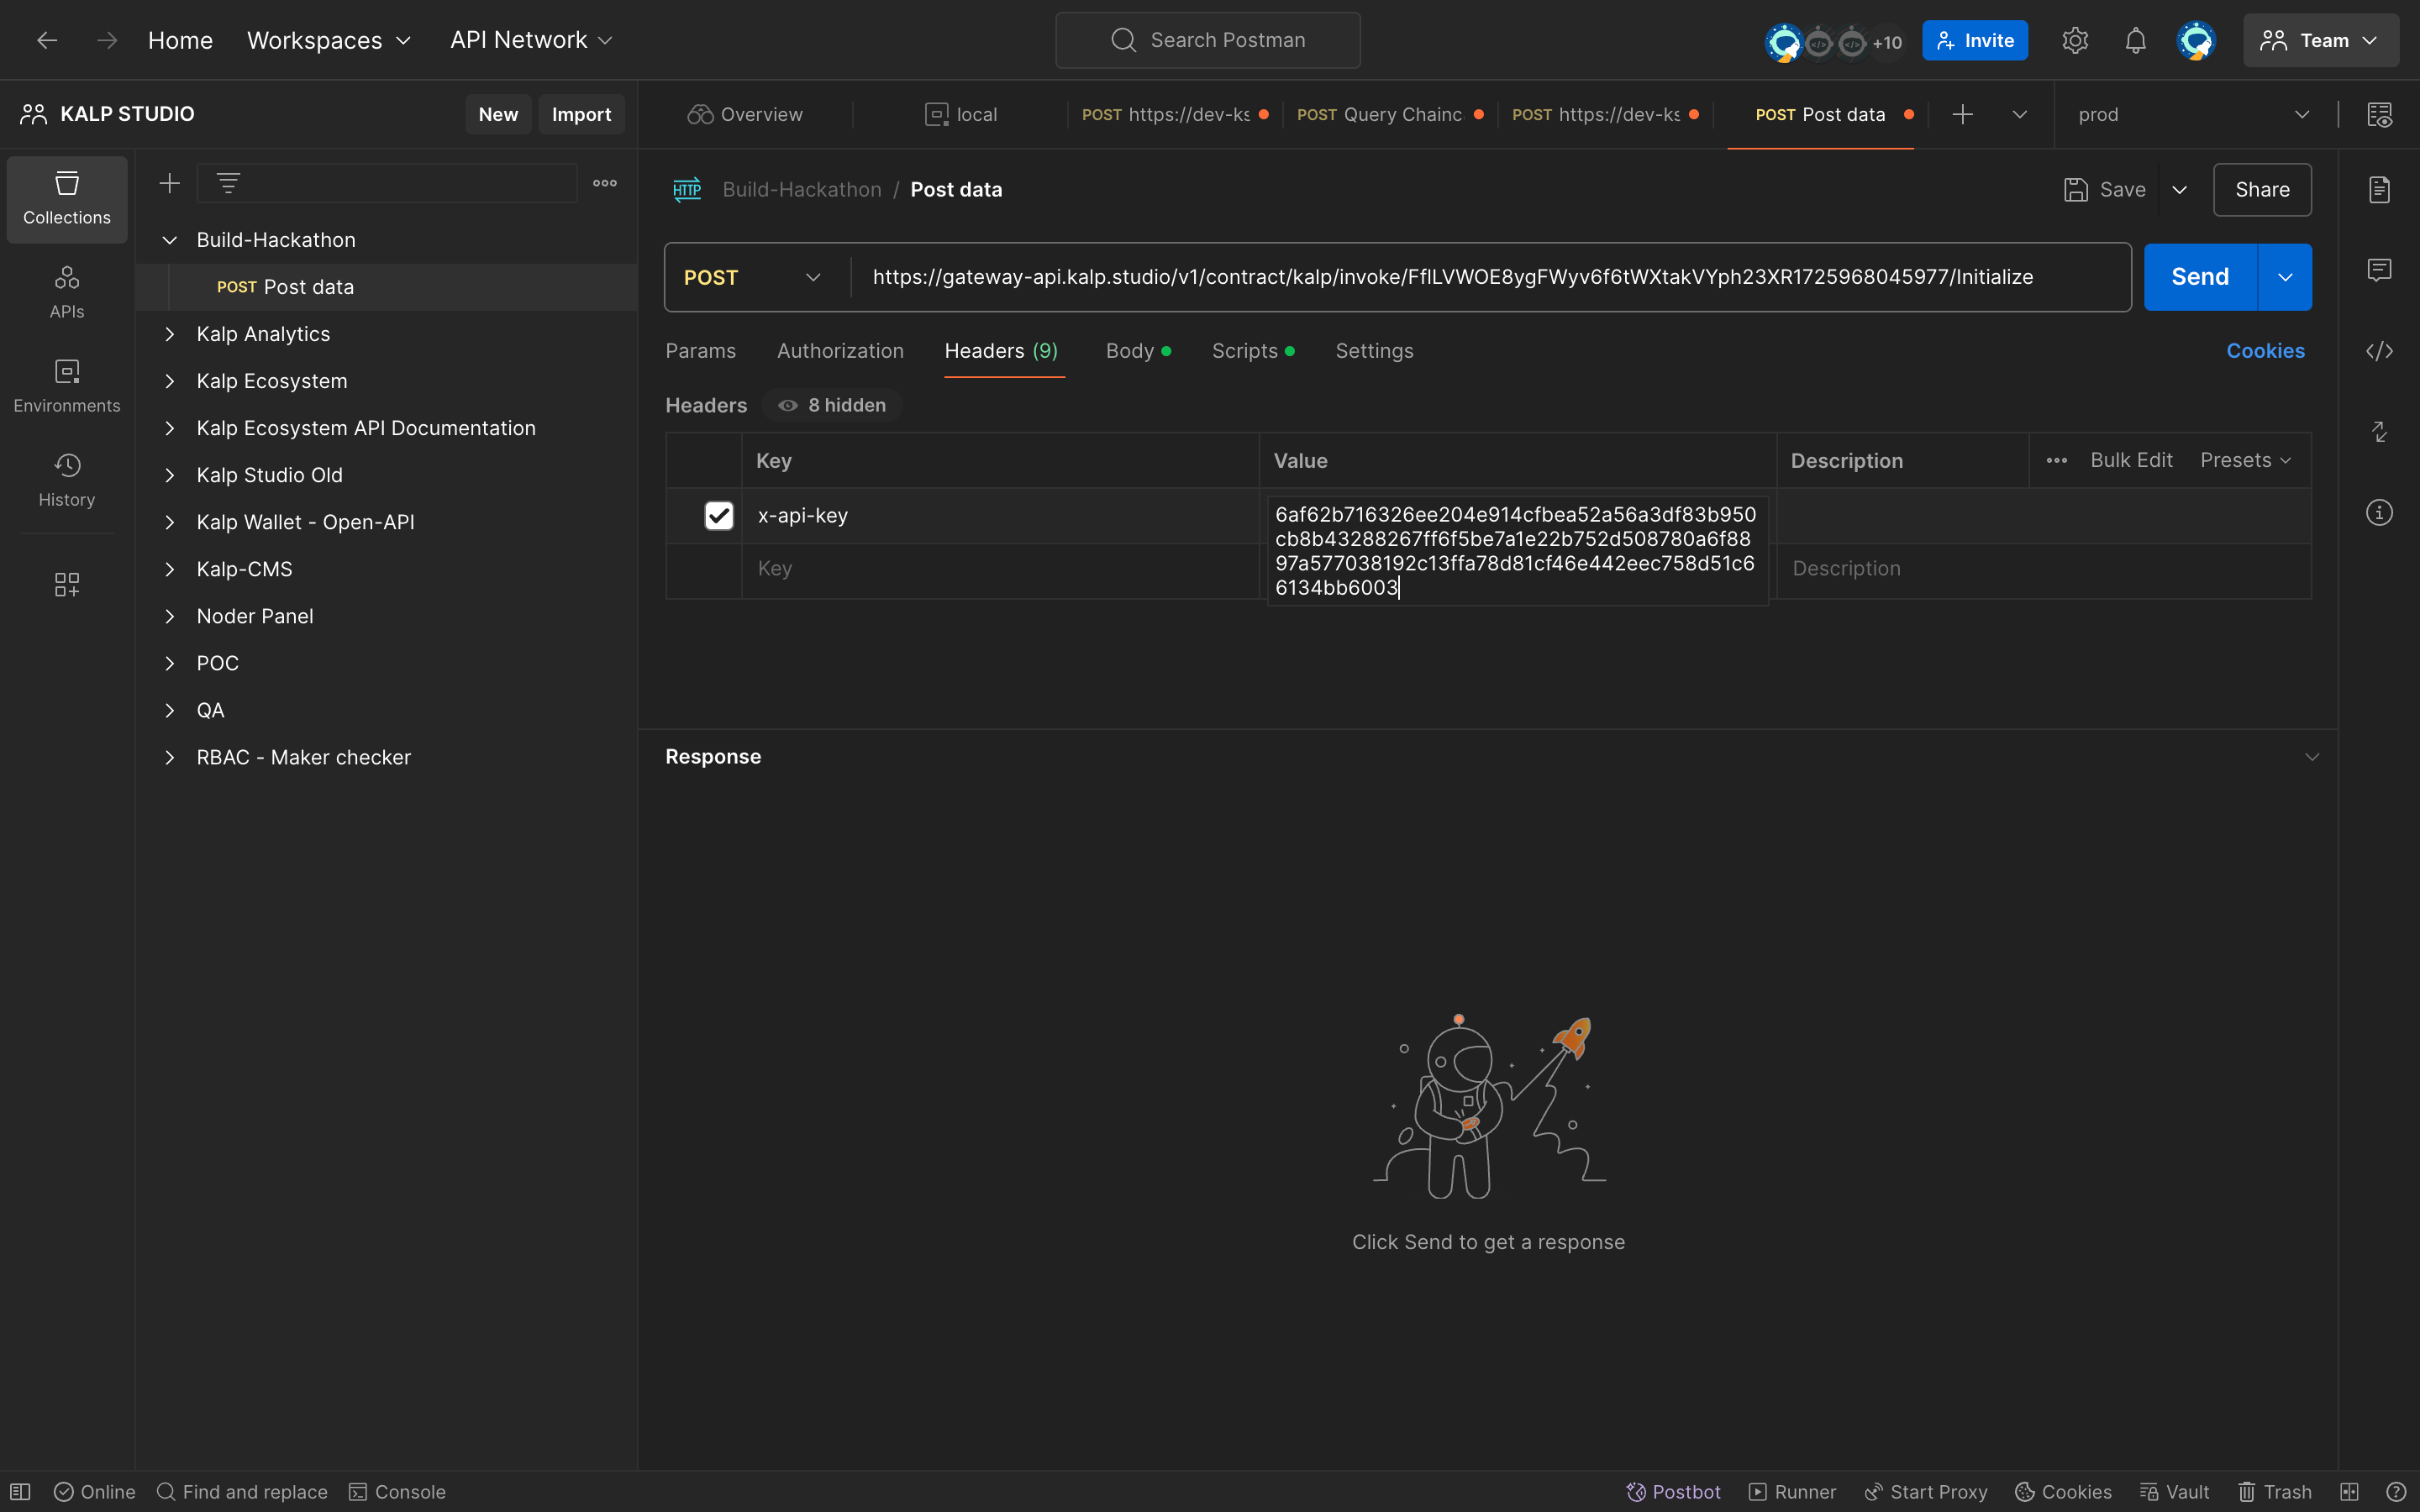 Home
Workspaces
API Network
Search Postman
+10
Invite
Team
KALP STUDIO
New
Import
Overview
local
POST https://dev-ks
POST Query Chainc
POST https://dev-ks
POST Post data
prod
Collections
APIs
Environments
History
Build-Hackathon
POST Post data
Kalp Analytics
Kalp Ecosystem
Kalp Ecosystem API Documentation
Kalp Studio Old
Kalp Wallet - Open-API
Kalp-CMS
Noder Panel
POC
QA
RBAC - Maker checker
HTTP
Build-Hackathon / Post data
Save
Share
POST
https://gateway-api.kalp.studio/v1/contract/kalp/invoke/FfILVWOE8ygFWyv6f6tWXtakVYph23XR1725968045977/Initialize
Send
Params
Authorization
Headers (9)
Body
Scripts
Settings
Cookies
Headers
8 hidden
Key
Value
Description
Bulk Edit
Presets
x-api-key
6af62b716326ee204e914cfbea52a56a3df83b950
cb8b43288267ff6f5be7a1e22b752d508780a6f88
97a577038192c13ffa78d81cf46e442eec758d51c6
6134bb6003
Key
Description
Response
Click Send to get a response
Online
Find and replace
Console
Postbot
Runner
Start Proxy
Cookies
Vault
Trash